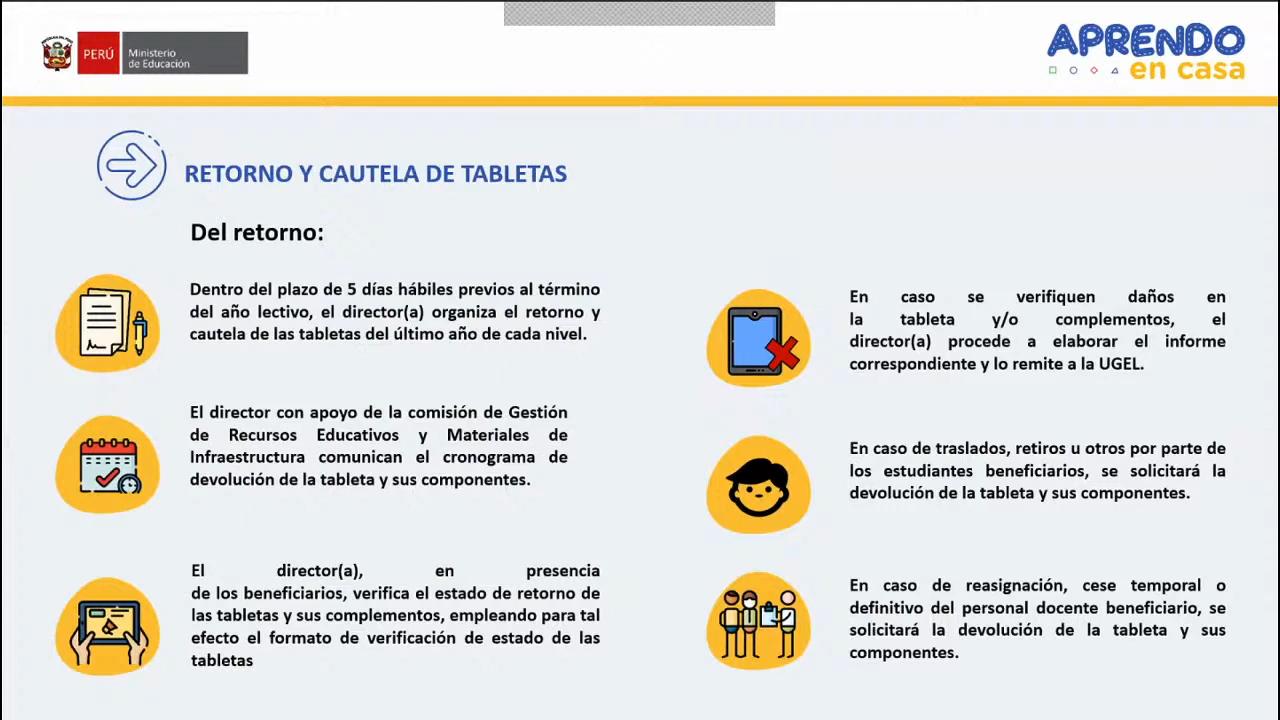 PERÚ
Ministerio
de Educación
APRENDO
en casa
RETORNO Y CAUTELA DE TABLETAS
Del retorno:
Dentro del plazo de 5 días hábiles previos al término
del año lectivo, el director(a) organiza el retorno y
cautela de las tabletas del último año de cada nivel.
El director con apoyo de la comisión de Gestión
de Recursos Educativos y Materiales de
Infraestructura comunican el cronograma de
devolución de la tableta y sus componentes.
El director(a), en presencia
de los beneficiarios, verifica el estado de retorno de
las tabletas y sus complementos, empleando para tal
efecto el formato de verificación de estado de las
tabletas
En caso se verifiquen daños en
la tableta y/o complementos, el
director(a) procede a elaborar el informe
correspondiente y lo remite a la UGEL.
En caso de traslados, retiros u otros por parte de
los estudiantes beneficiarios, se solicitará la
devolución de la tableta y sus componentes.
En caso de reasignación, cese temporal o
definitivo del personal docente beneficiario, se
solicitará la devolución de la tableta y sus
componentes.